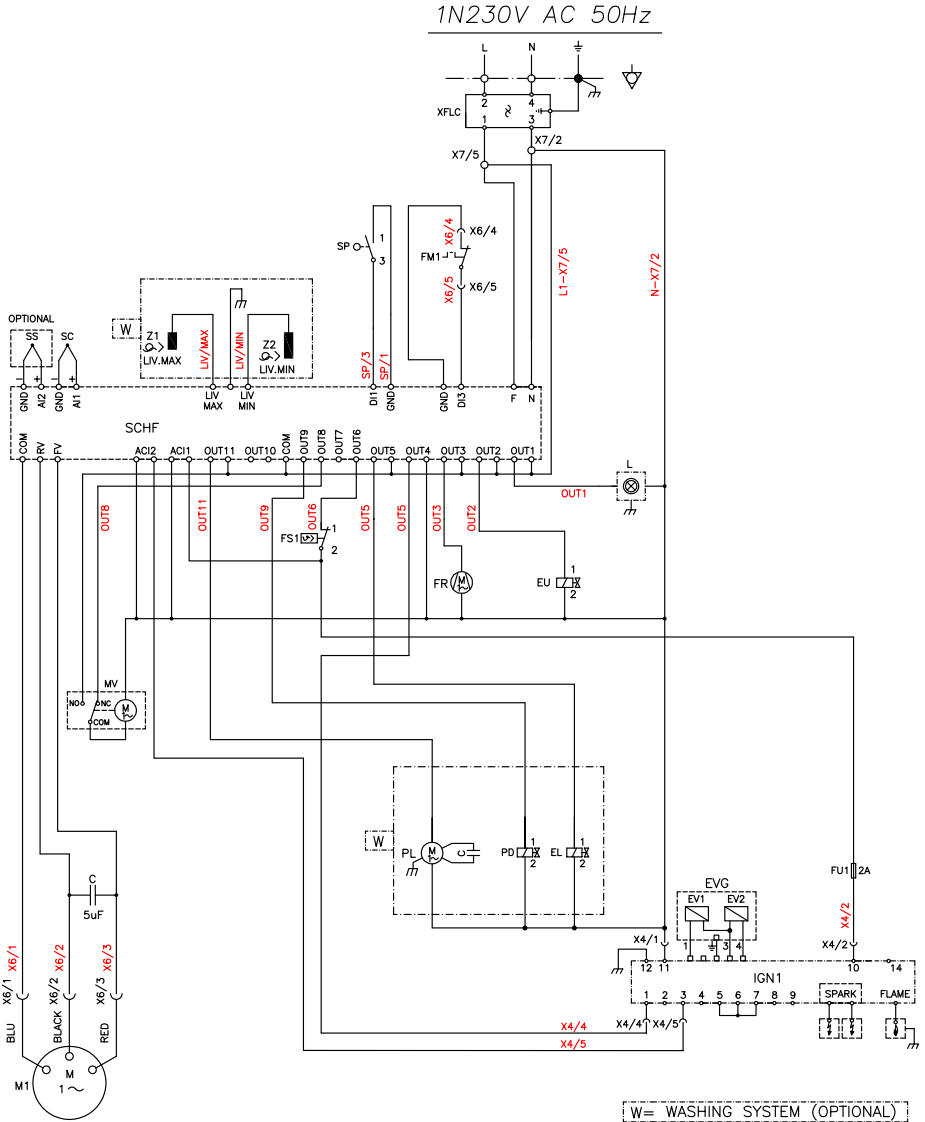 1N230V AC 50Hz
L N
2 4
XFLC
1 3
X7/2
X7/5
SP
1
3
X6/4
X6/4
FM1
X6/5
X6/5
L1-X7/5
N-X7/2
OPTIONAL
SS SC
W
Z1
LIV.MAX
LIV/MAX
LIV/MIN
Z2
LIV.MIN
SP/3
SP/1
- + - +
GND AI2 GND AI1
LIV MAX
LIV MIN
DI1 GND
GND DI3
F N
SCHF
COM RV FV
ACI2 ACI1 OUT11 OUT10 COM OUT9 OUT8 OUT7 OUT6 OUT5 OUT4 OUT3 OUT2 OUT1
L
OUT1
OUT8
OUT11
OUT9
OUT6
OUT5
OUT5
OUT3
OUT2
FS1
1
2
FR
M
EU
1
2
MV
NO NC
COM
M
W
PL
M
C
PD
1
2
EL
1
2
FU1 2A
X4/2
EVG
EV1 EV2
C
5uF
X4/1
1 3 4
X4/2
12 11
10 14
IGN1
1 2 3 4 5 6 7 8 9
SPARK FLAME
X6/1 X6/1
X6/2 X6/2
X6/3 X6/3
BLU
BLACK
RED
X4/4
X4/4 X4/5
X4/5
M1
M
1
W= WASHING SYSTEM (OPTIONAL)